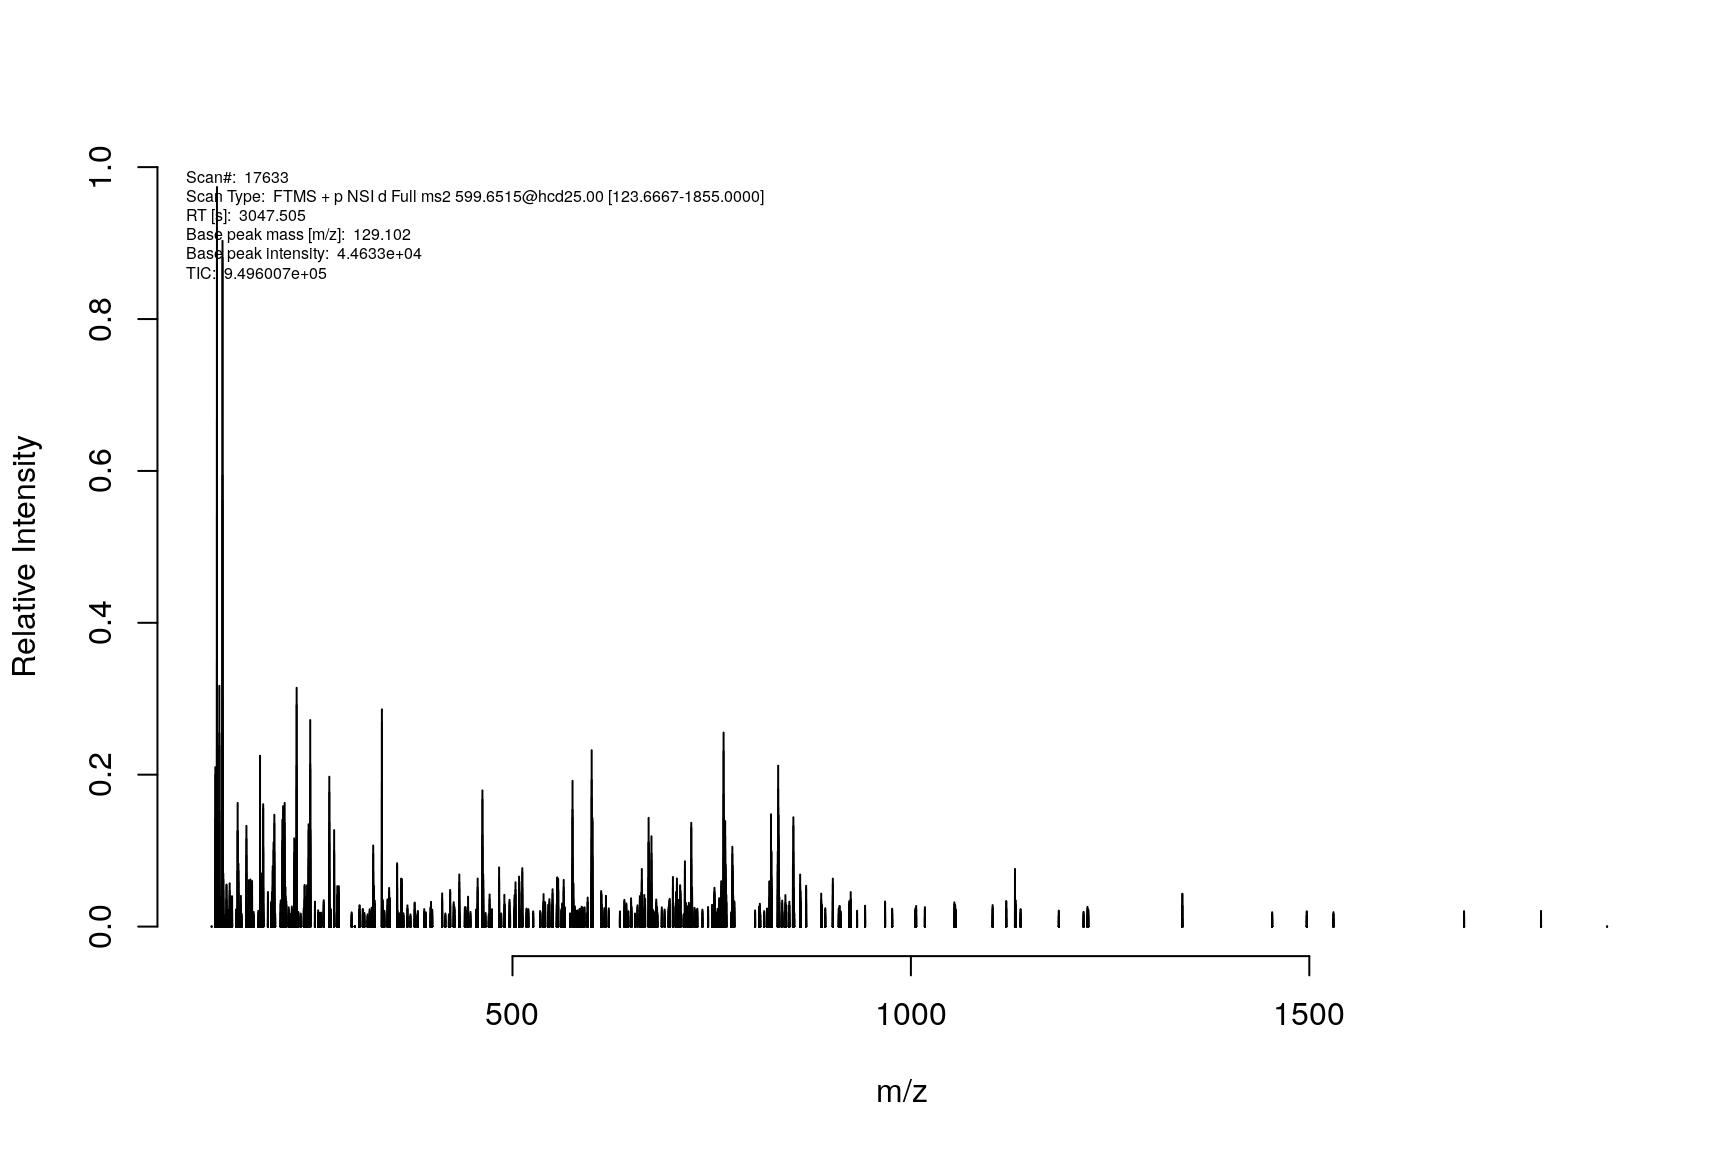 Scan#: 17633
Scan Type: FTMS + p NSI d Full ms2 599.6515@hcd25.00 [123.6667-1855.0000]
RT [s]: 3047.505
Base peak mass [m/z]: 129.102
Base peak intensity: 4.4633e+04
TIC: 9.496007e+05
1.0
0.8
0.6
0.4
0.2
0.0
Relative Intensity
500 1000 1500
m/z